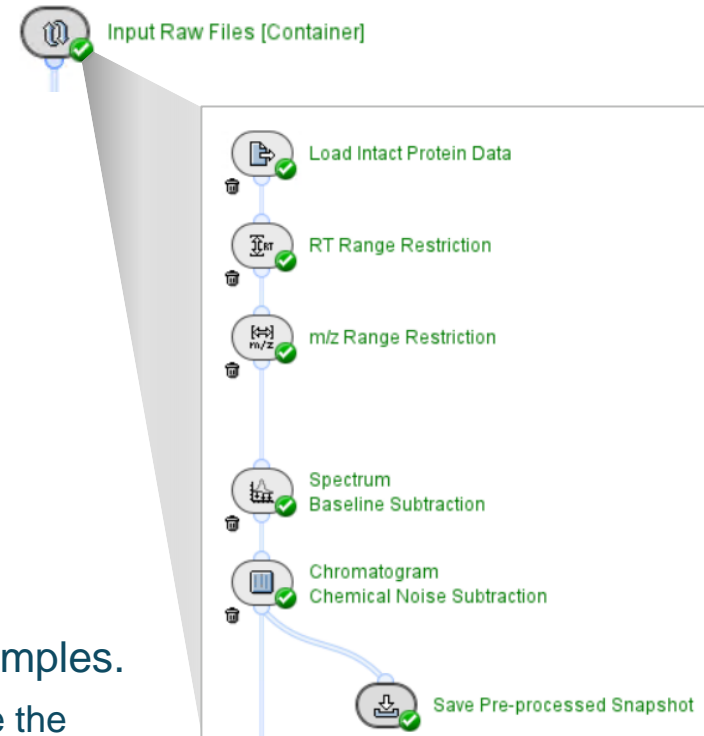 Input Raw Files [Container]
Load Intact Protein Data
RT
RT Range Restriction
m/z
m/z Range Restriction
Spectrum
Baseline Subtraction
Chromatogram
Chemical Noise Subtraction
Save Pre-processed Snapshot
the